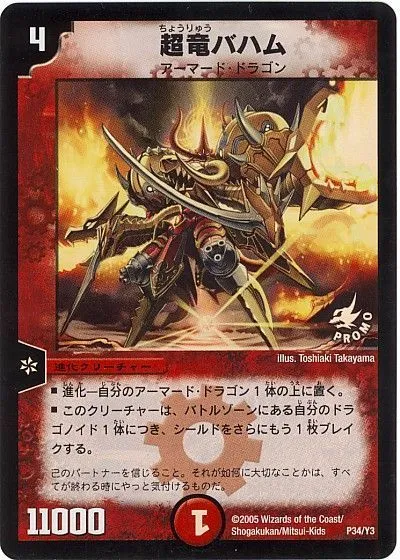 4
ちょうりゅう
超竜バハム
アーマード・ドラゴン
PROMO
illus. Toshiaki Takayama
進化クリーチャー
■ 進化―自分のアーマード・ドラゴン1体の上に置く。
■ このクリーチャーは、バトルゾーンにある自分のドラ
ゴノイド1体につき、シールドをさらにもう1枚ブレ
イクする。
己のパートナーを信じること。それが如何に大切なことかは、すべ
てが終わる時にやっと気付けるものだ。
11000
1
©2005 Wizards of the Coast/
Shogakukan/Mitsui-Kids
P34/Y3